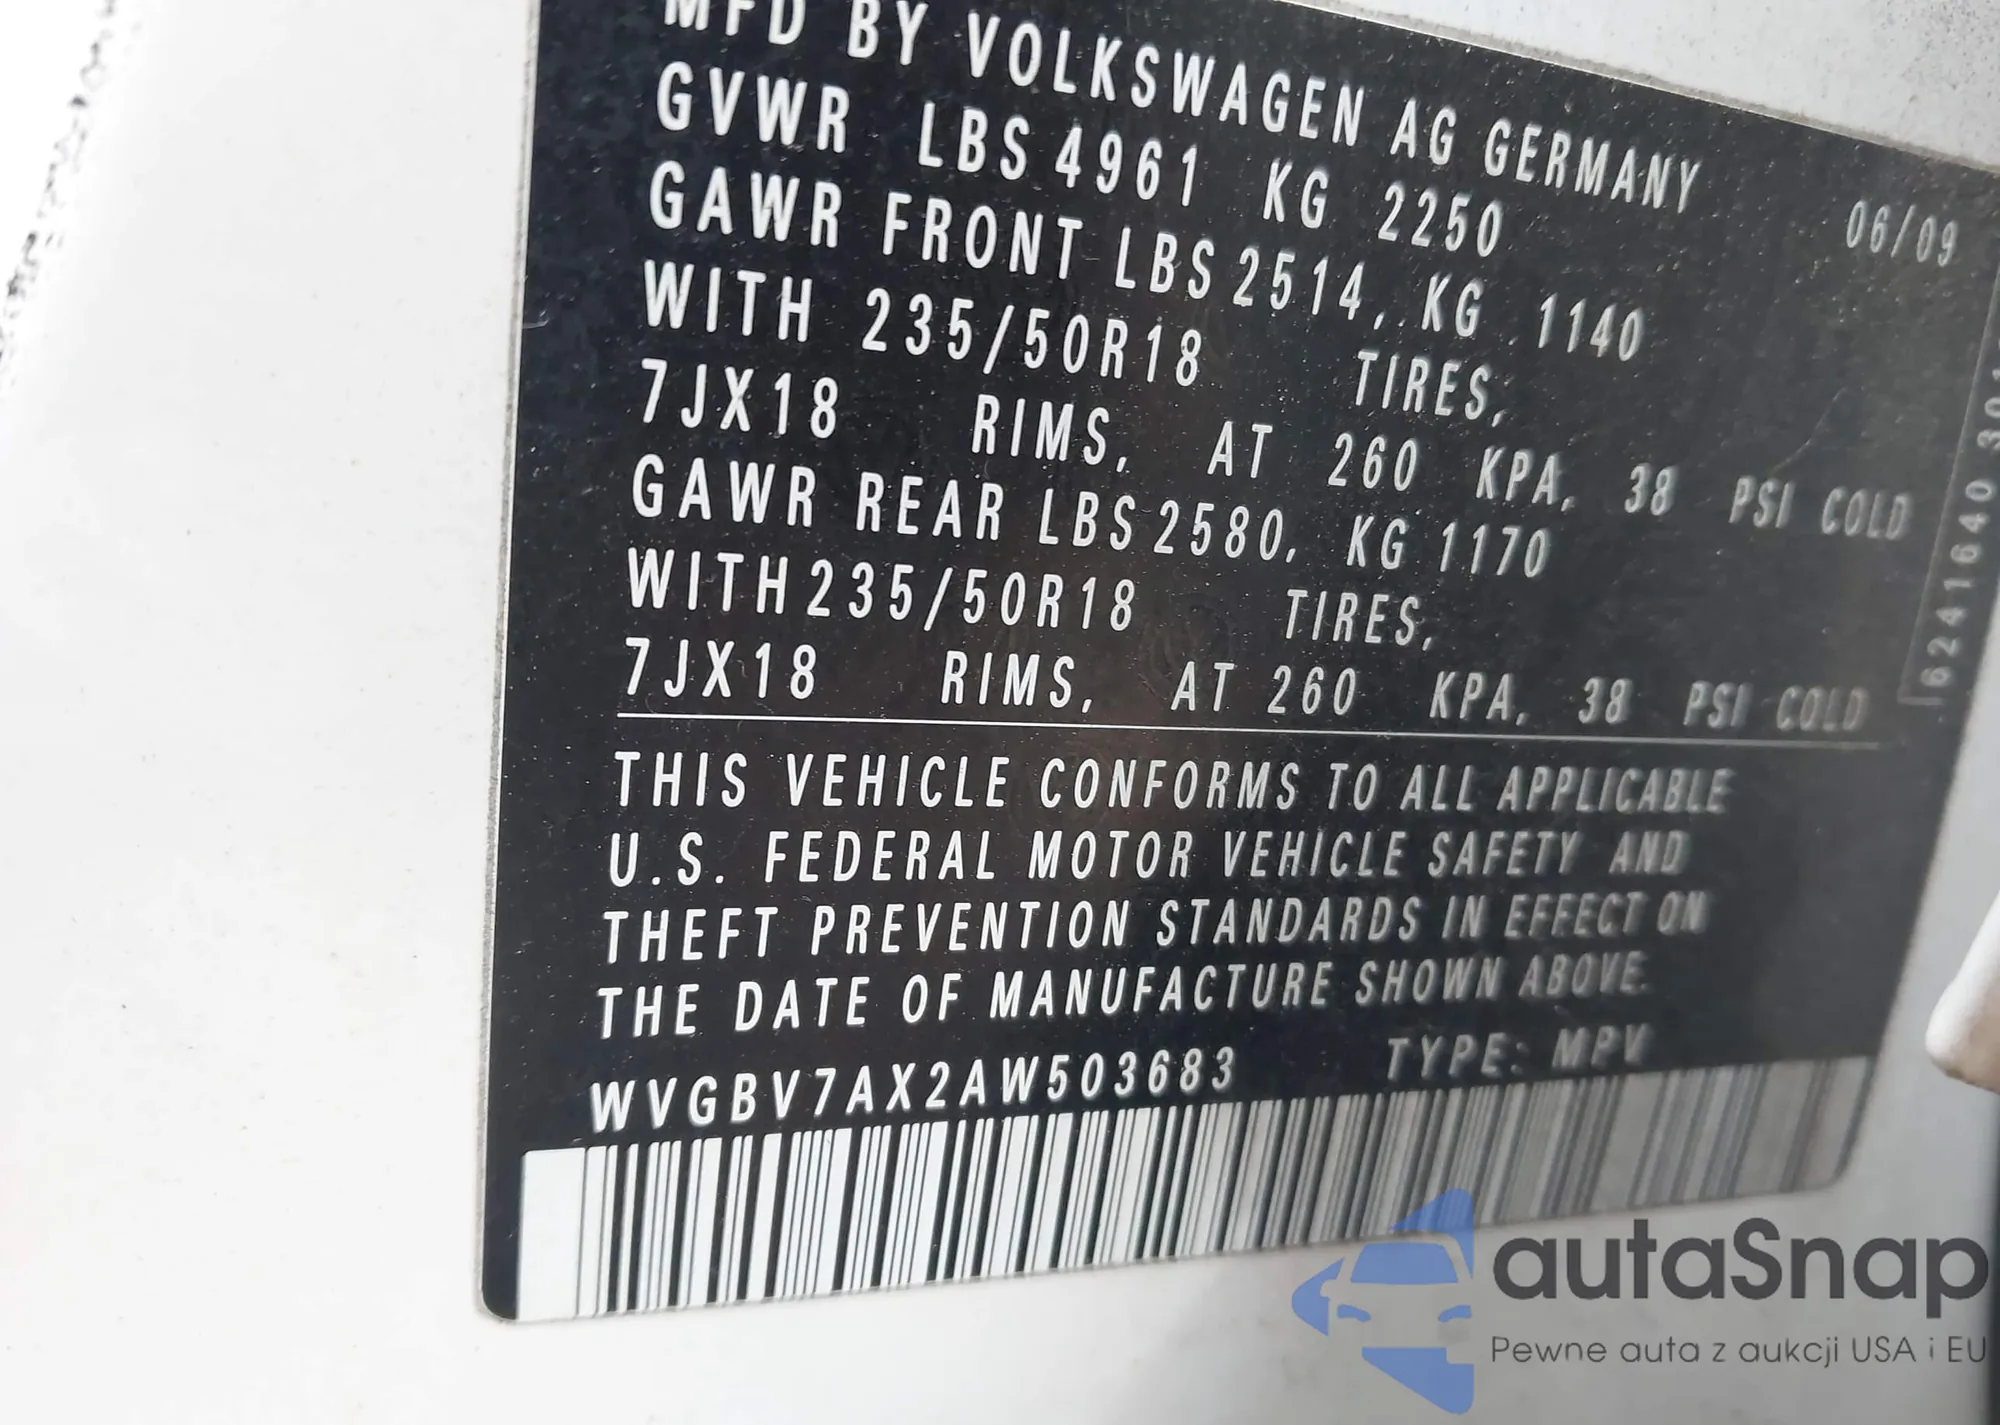 MFD BY VOLKSWAGEN AG GERMANY 06/09
GVWR LBS 4961 KG 2250
GAWR FRONT LBS 2514, KG 1140
WITH 235/50R18 TIRES,
7JX18 RIMS, AT 260 KPA, 38 PSI COLD
GAWR REAR LBS 2580, KG 1170
WITH 235/50R18 TIRES,
7JX18 RIMS, AT 260 KPA, 38 PSI COLD
THIS VEHICLE CONFORMS TO ALL APPLICABLE
U.S. FEDERAL MOTOR VEHICLE SAFETY AND
THEFT PREVENTION STANDARDS IN EFFECT ON
THE DATE OF MANUFACTURE SHOWN ABOVE.
WVGBV7AX2AW503683 TYPE: MPV
6241640
autaSnap
Pewne auta z aukcji USA i EU